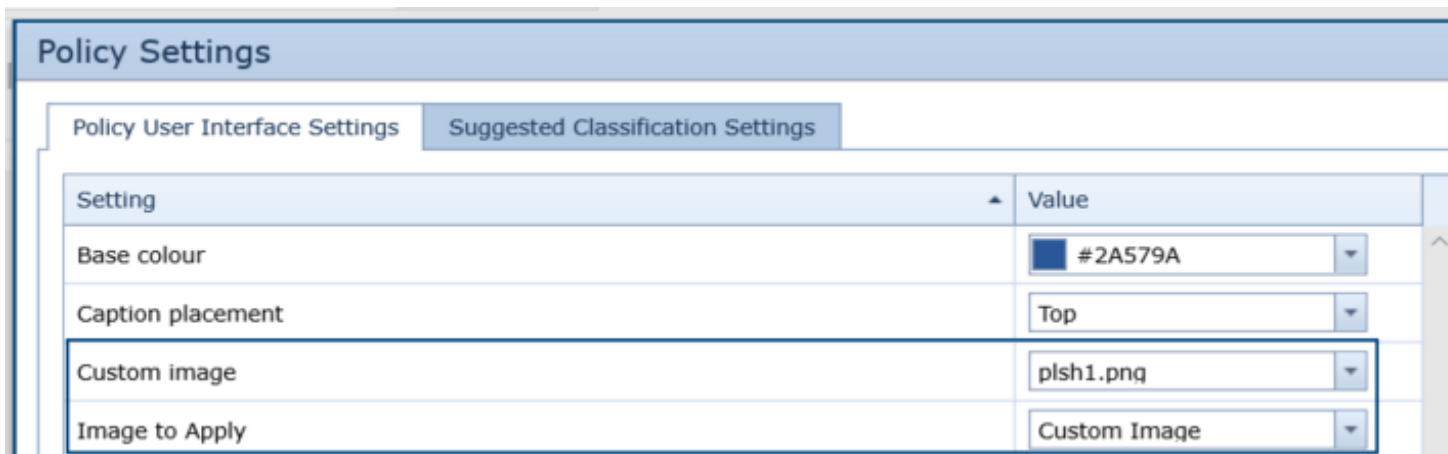 Policy Settings
Policy User Interface Settings Suggested Classification Settings
Setting Value
Base colour #2A579A
Caption placement Top
Custom image plsh1.png
Image to Apply Custom Image